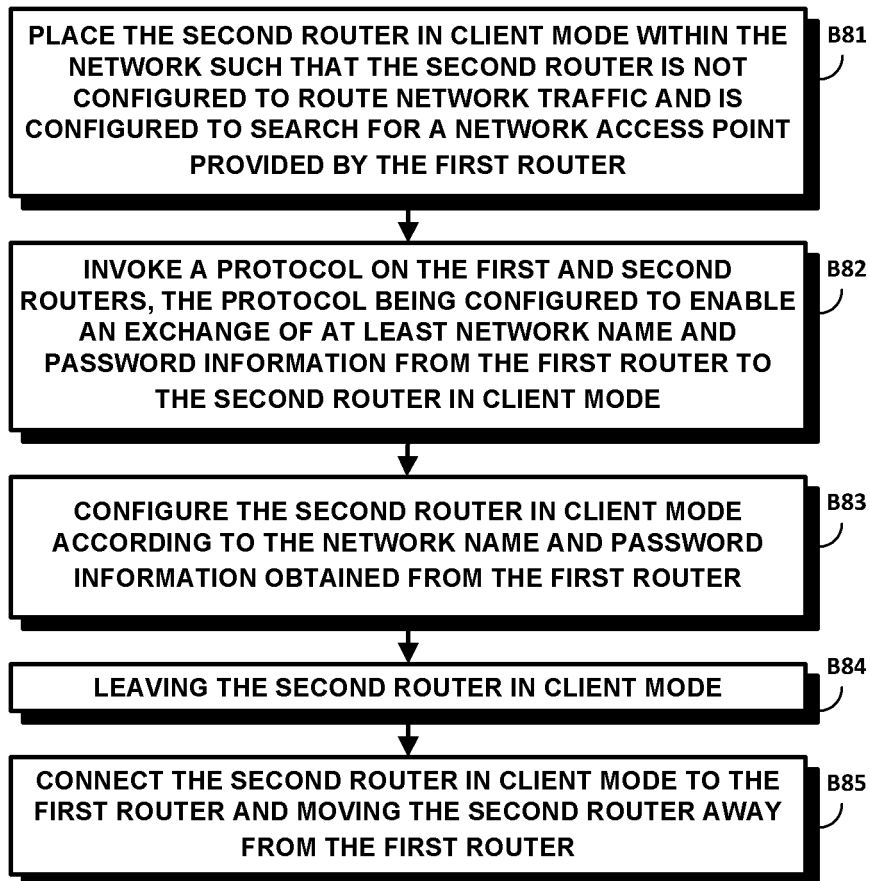 PLACE THE SECOND ROUTER IN CLIENT MODE WITHIN THE
NETWORK SUCH THAT THE SECOND ROUTER IS NOT
CONFIGURED TO ROUTE NETWORK TRAFFIC AND IS
CONFIGURED TO SEARCH FOR A NETWORK ACCESS POINT
PROVIDED BY THE FIRST ROUTER
B81
INVOKE A PROTOCOL ON THE FIRST AND SECOND
ROUTERS, THE PROTOCOL BEING CONFIGURED TO ENABLE
AN EXCHANGE OF AT LEAST NETWORK NAME AND
PASSWORD INFORMATION FROM THE FIRST ROUTER TO
THE SECOND ROUTER IN CLIENT MODE
B82
CONFIGURE THE SECOND ROUTER IN CLIENT MODE
ACCORDING TO THE NETWORK NAME AND PASSWORD
INFORMATION OBTAINED FROM THE FIRST ROUTER
B83
LEAVING THE SECOND ROUTER IN CLIENT MODE
B84
CONNECT THE SECOND ROUTER IN CLIENT MODE TO THE
FIRST ROUTER AND MOVING THE SECOND ROUTER AWAY
FROM THE FIRST ROUTER
B85